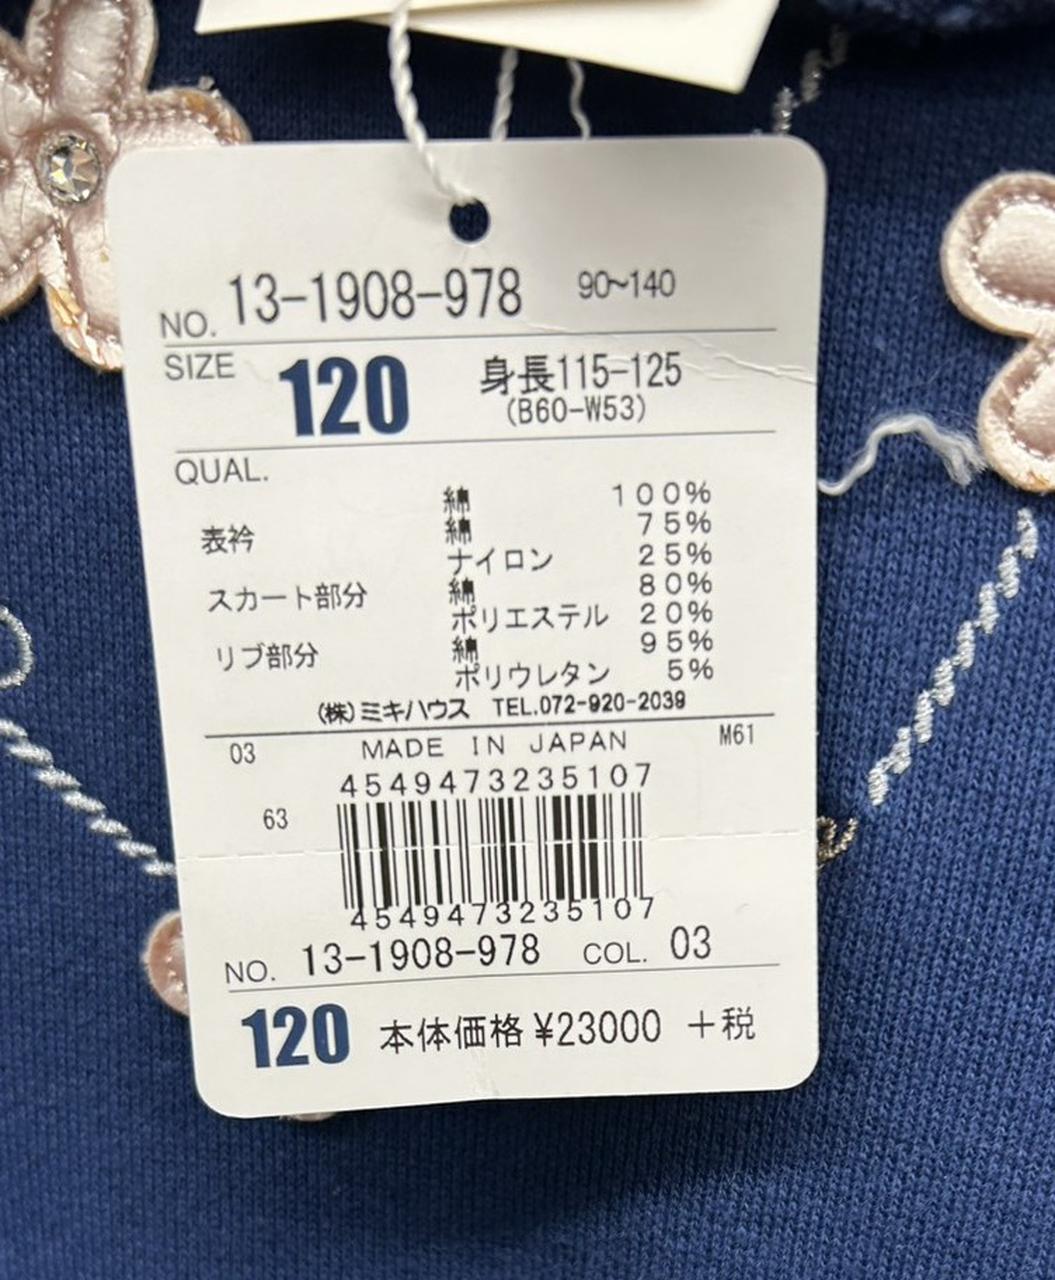 NO. 13-1908-978 90~140
SIZE 120 身長115-125
(B60-W53)
QUAL.
綿 100%
表衿 綿 75%
ナイロン 25%
スカート部分 綿 80%
ポリエステル 20%
リブ部分 綿 95%
ポリウレタン 5%
(株)ミキハウス TEL.072-920-2039
03 MADE IN JAPAN M61
4549473235107
63
4549473235107
NO. 13-1908-978 COL. 03
120 本体価格 ¥23000 +税